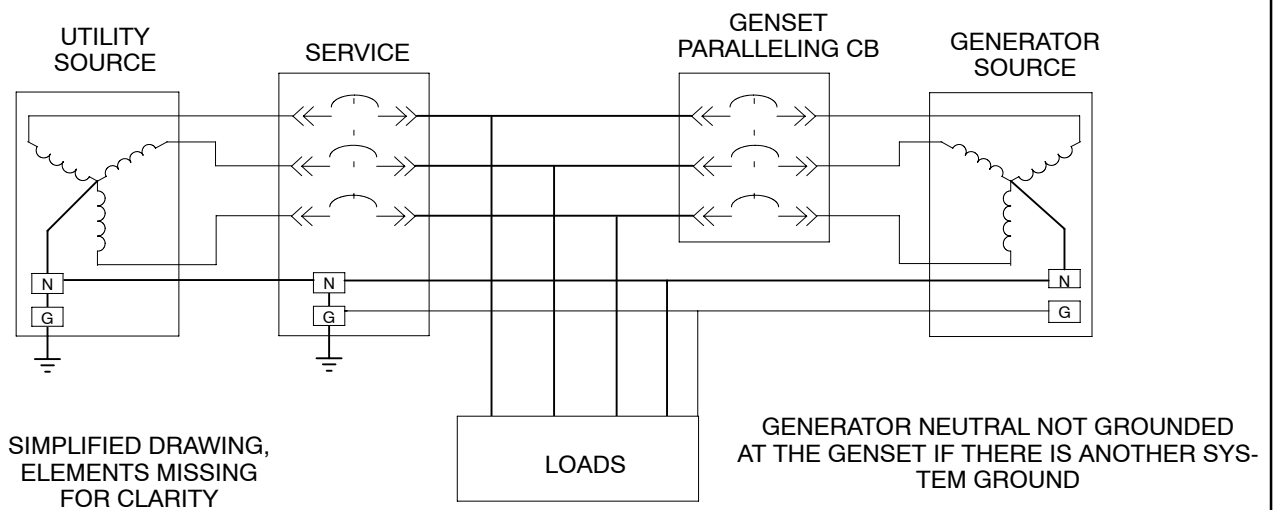 UTILITY
SOURCE
SERVICE
GENSET
PARALLELING CB
GENERATOR
SOURCE
N
G
N
G
N
G
LOADS
SIMPLIFIED DRAWING,
ELEMENTS MISSING
FOR CLARITY
GENERATOR NEUTRAL NOT GROUNDED
AT THE GENSET IF THERE IS ANOTHER SYS-
TEM GROUND